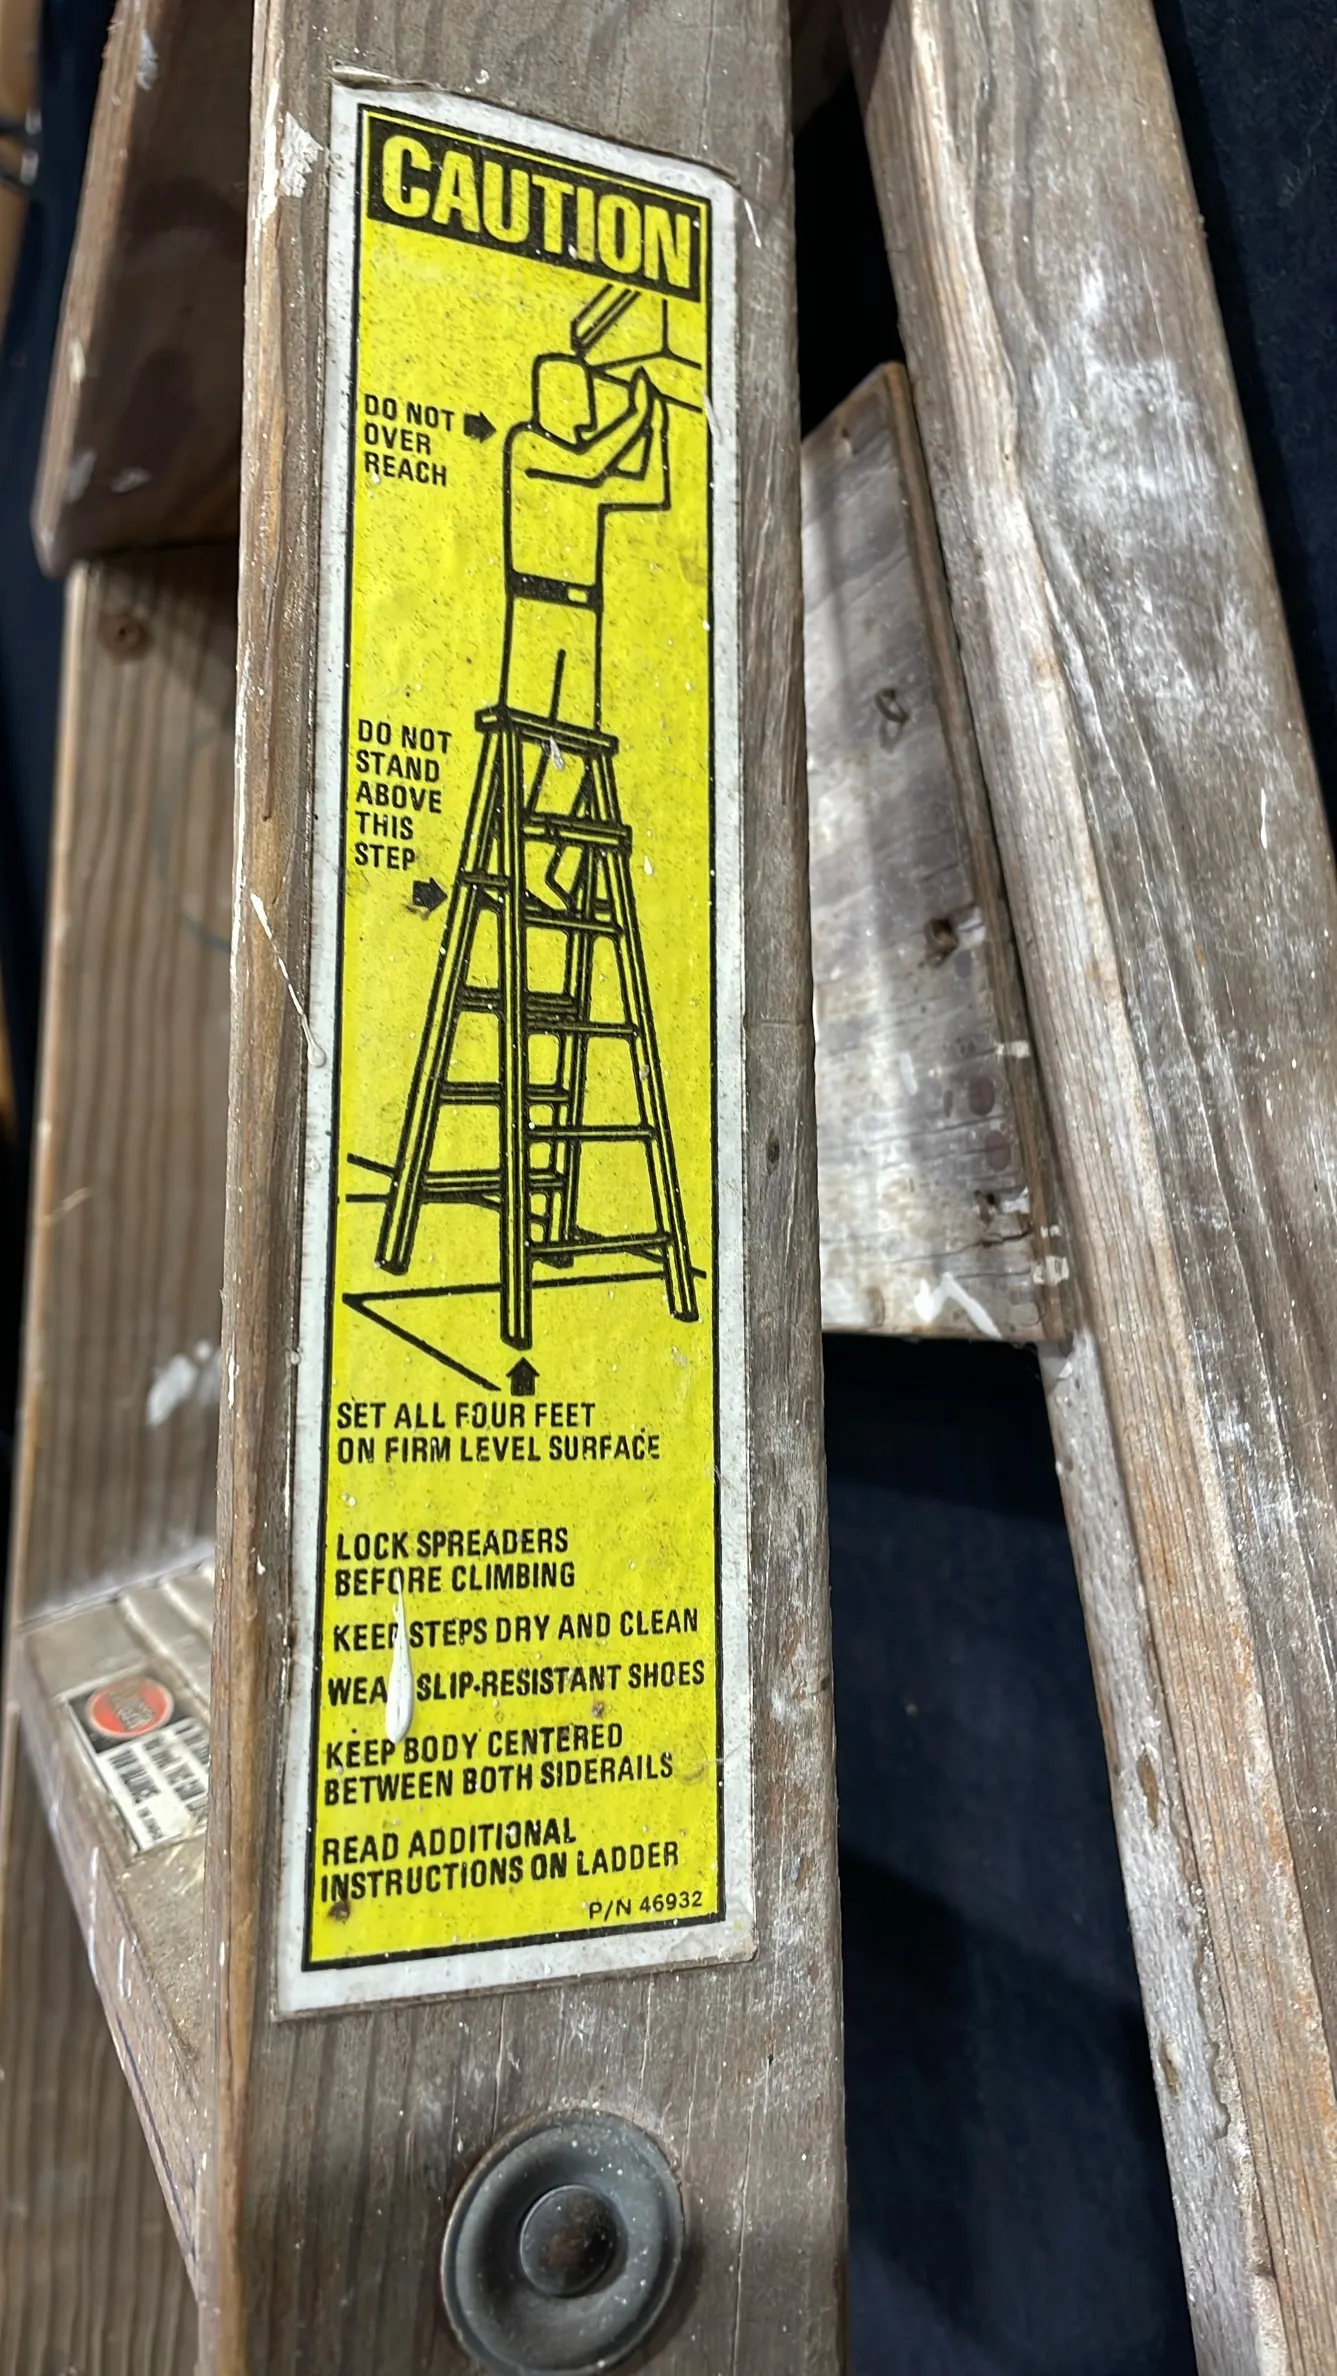 CAUTION
DO NOT
OVER
REACH
DO NOT
STAND
ABOVE
THIS
STEP
SET ALL FOUR FEET
ON FIRM LEVEL SURFACE
LOCK SPREADERS
BEFORE CLIMBING
KEEP STEPS DRY AND CLEAN
WEAR SLIP-RESISTANT SHOES
KEEP BODY CENTERED
BETWEEN BOTH SIDERAILS
READ ADDITIONAL
INSTRUCTIONS ON LADDER
P/N 46932